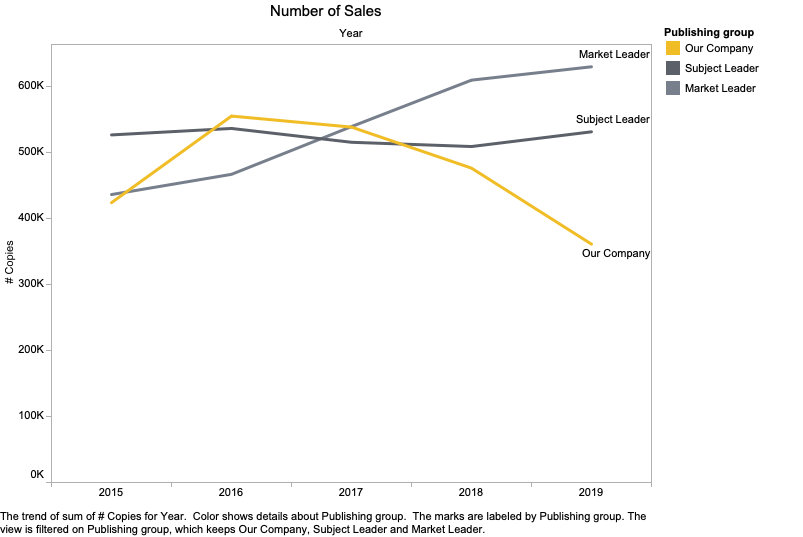 Number of Sales
Year
Publishing group
Our Company
Subject Leader
Market Leader
Market Leader
Subject Leader
Our Company
# Copies
600K
500K
400K
300K
200K
100K
0K
2015 2016 2017 2018 2019
The trend of sum of # Copies for Year.  Color shows details about Publishing group.  The marks are labeled by Publishing group. The
view is filtered on Publishing group, which keeps Our Company, Subject Leader and Market Leader.